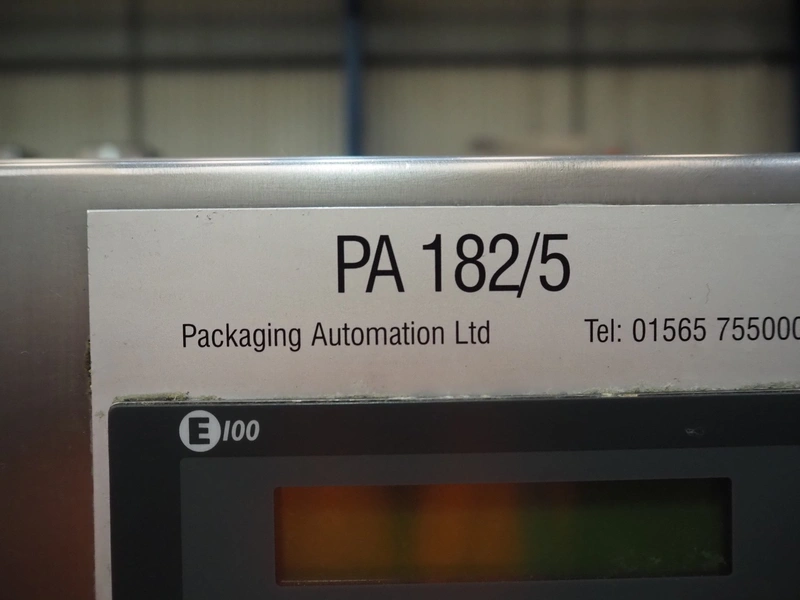 PA 182/5
Packaging Automation Ltd Tel: 01565 755000
E100